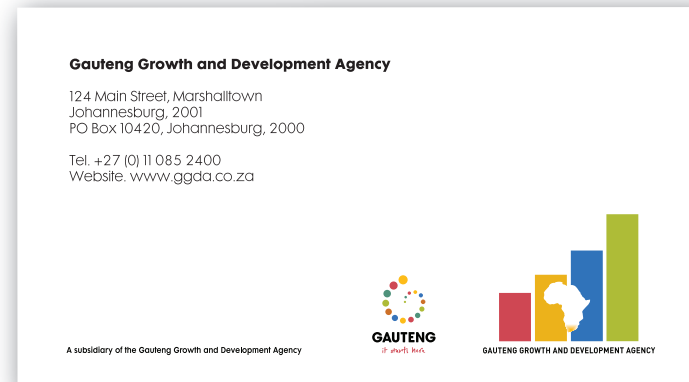 Gauteng Growth and Development Agency
124 Main Street, Marshalltown
Johannesburg, 2001
PO Box 10420, Johannesburg, 2000
Tel. +27 (0) 11 085 2400
Website. www.ggda.co.za
A subsidiary of the Gauteng Growth and Development Agency
GAUTENG
it starts here
GAUTENG GROWTH AND DEVELOPMENT AGENCY